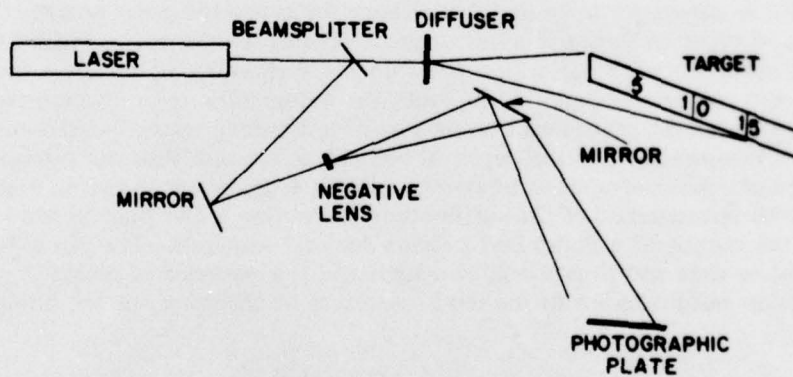 DIFFUSER
BEAMSPLITTER
LASER
TARGET
5
10
15
MIRROR
MIRROR
NEGATIVE
LENS
PHOTOGRAPHIC
PLATE